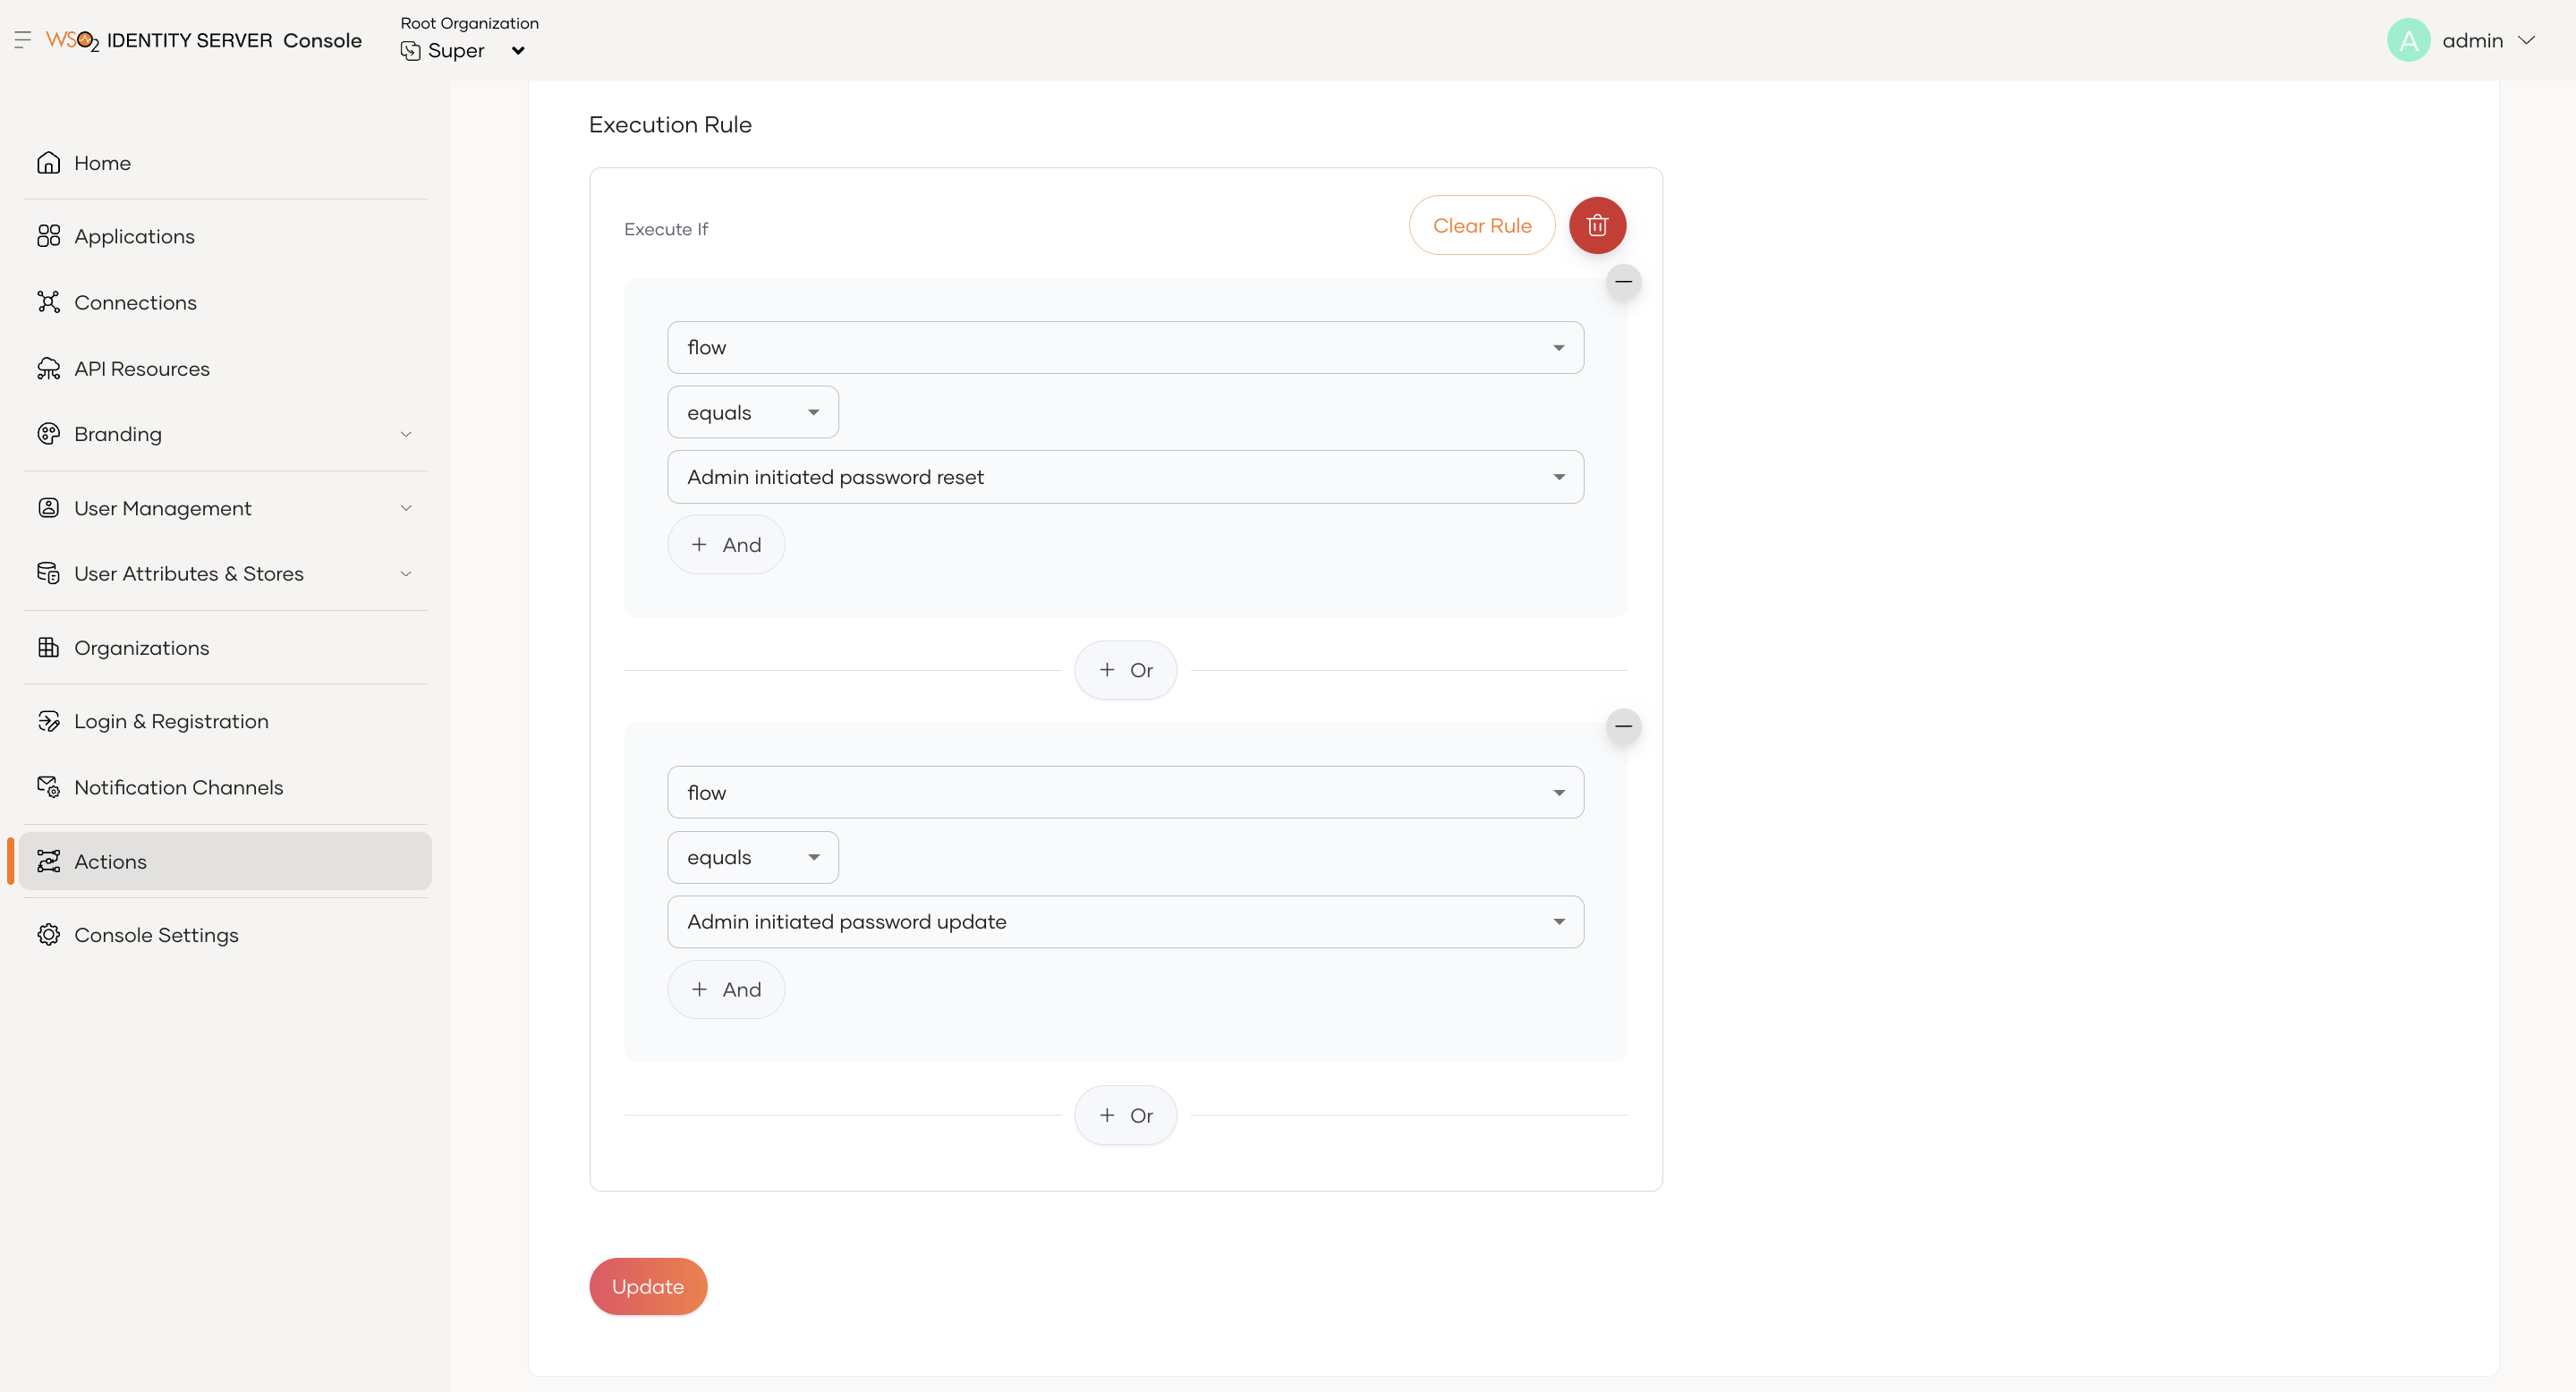 Root Organization
WSO2 IDENTITY SERVER Console
Super
A
admin
Home
Applications
Connections
API Resources
Branding
User Management
User Attributes & Stores
Organizations
Login & Registration
Notification Channels
Actions
Console Settings
Execution Rule
Execute If
Clear Rule
flow
equals
Admin initiated password reset
+ And
+ Or
flow
equals
Admin initiated password update
+ And
+ Or
Update